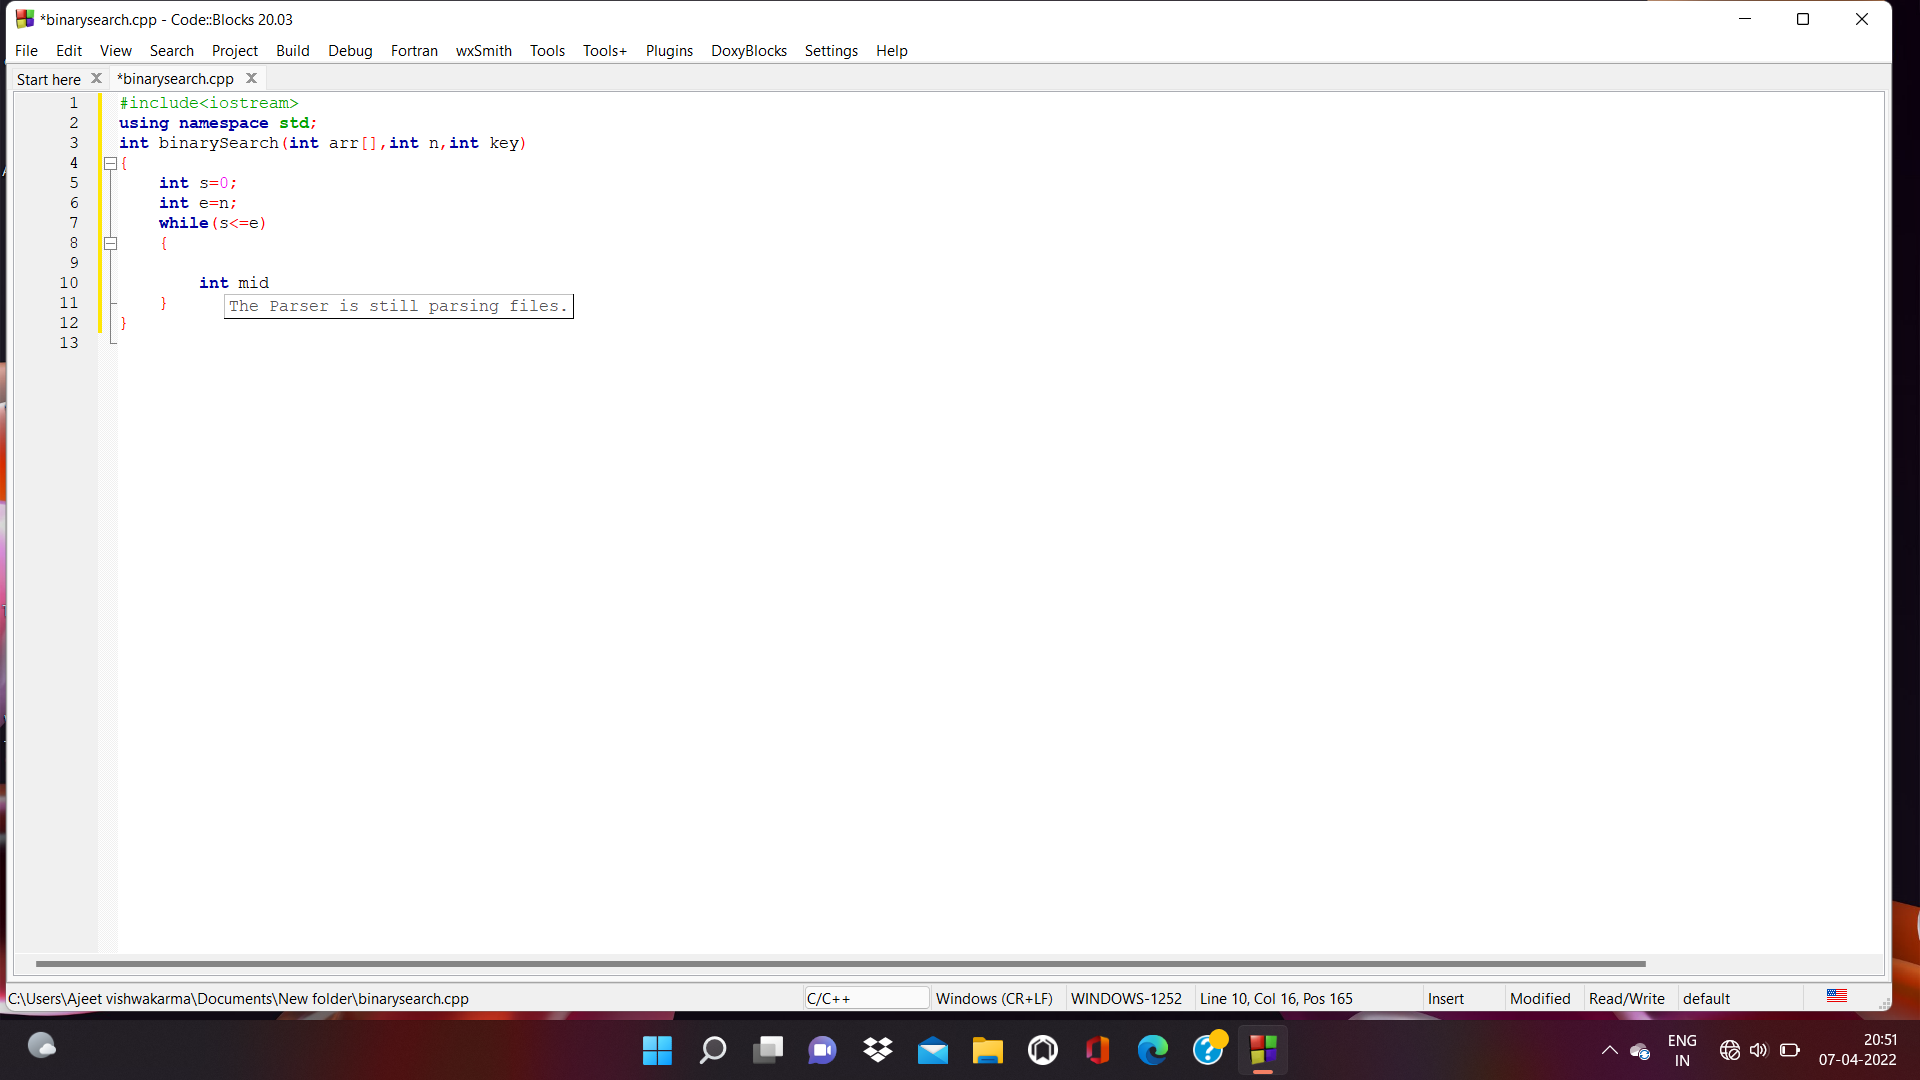 *binarysearch.cpp - Code::Blocks 20.03
File Edit View Search Project Build Debug Fortran wxSmith Tools Tools+ Plugins DoxyBlocks Settings Help
Start here *binarysearch.cpp
1 #include<iostream>
2 using namespace std;
3 int binarySearch(int arr[],int n,int key)
4 {
5 int s=0;
6 int e=n;
7 while(s<=e)
8 {
9
10 int mid
11 }
The Parser is still parsing files.
12 }
13
C:\Users\Ajeet vishwakarma\Documents\New folder\binarysearch.cpp C/C++ Windows (CR+LF) WINDOWS-1252 Line 10, Col 16, Pos 165 Insert Modified Read/Write default
ENG
IN
20:51
07-04-2022